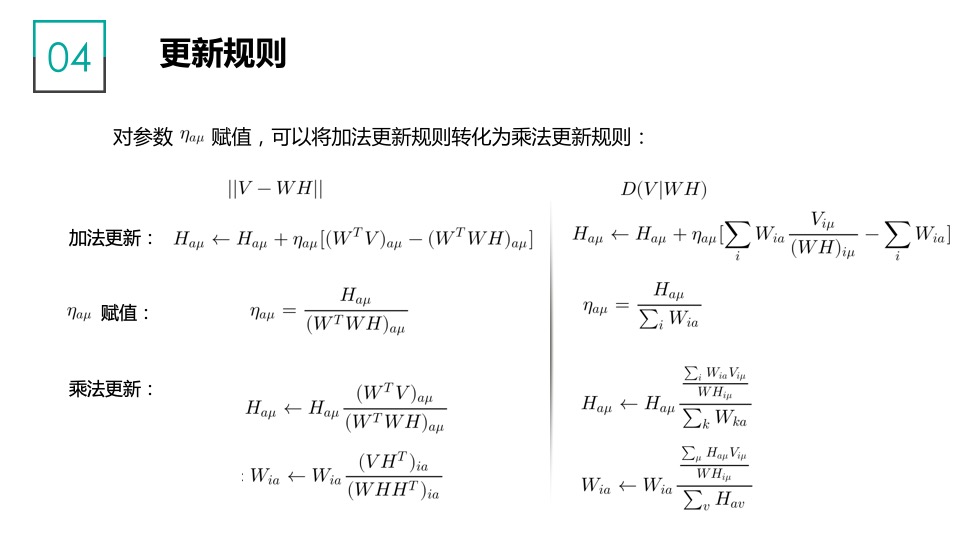 04
更新规则
对参数 $\eta_{a\mu}$ 赋值，可以将加法更新规则转化为乘法更新规则：
$||V - WH||$
$D(V|WH)$
加法更新： $H_{a\mu} \leftarrow H_{a\mu} + \eta_{a\mu}[(W^T V)_{a\mu} - (W^T WH)_{a\mu}]$
$H_{a\mu} \leftarrow H_{a\mu} + \eta_{a\mu}[\sum_i W_{ia} \frac{V_{i\mu}}{(WH)_{i\mu}} - \sum_i W_{ia}]$
$\eta_{a\mu}$ 赋值： $\eta_{a\mu} = \frac{H_{a\mu}}{(W^T WH)_{a\mu}}$
$\eta_{a\mu} = \frac{H_{a\mu}}{\sum_i W_{ia}}$
乘法更新：
$H_{a\mu} \leftarrow H_{a\mu} \frac{(W^T V)_{a\mu}}{(W^T WH)_{a\mu}}$
$H_{a\mu} \leftarrow H_{a\mu} \frac{\frac{\sum_i W_{ia} V_{i\mu}}{WH_{i\mu}}}{\sum_k W_{ka}}$
: $W_{ia} \leftarrow W_{ia} \frac{(VH^T)_{ia}}{(WHH^T)_{ia}}$
$W_{ia} \leftarrow W_{ia} \frac{\frac{\sum_\mu H_{a\mu} V_{i\mu}}{WH_{i\mu}}}{\sum_v H_{av}}$